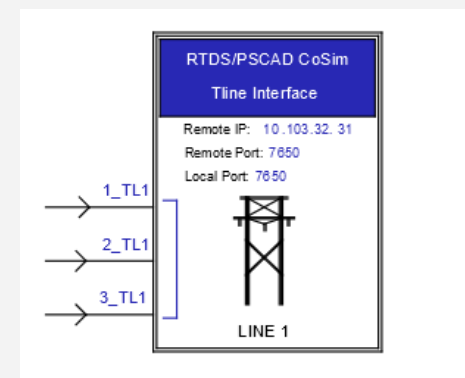 RTDS/PSCAD CoSim
Tline Interface
Remote IP: 10.103.32. 31
Remote Port: 7650
Local Port: 7650
1_TL1
2_TL1
3_TL1
LINE 1